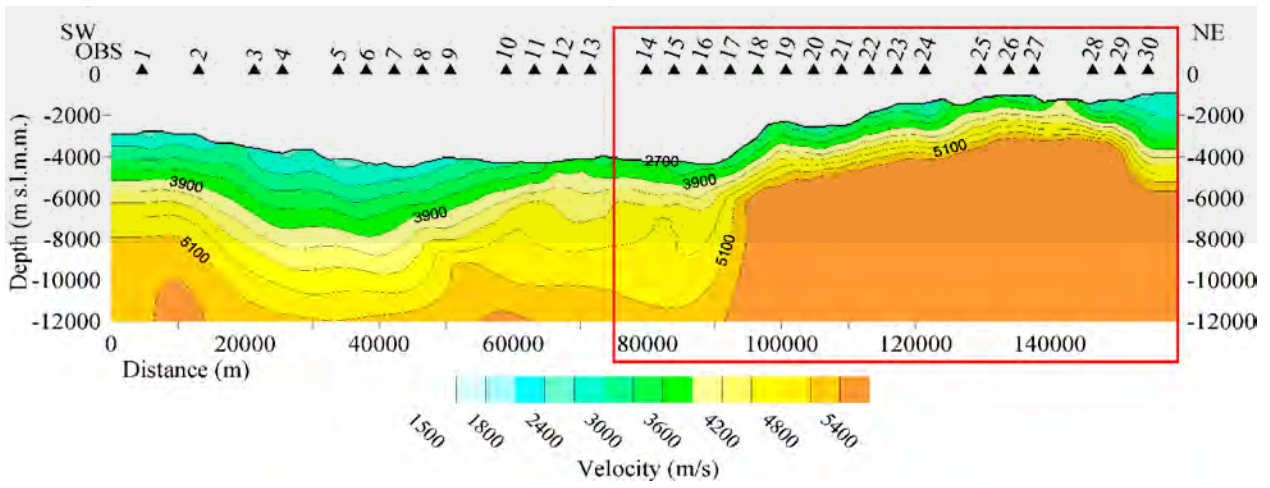 SW NE
OBS 1 2 3 4 5 6 7 8 9 10 11 12 13 14 15 16 17 18 19 20 21 22 23 24 25 26 27 28 29 30
0 0
-2000 -2000
-4000 2700 -4000
3900 5100
3900
-6000 -6000
3900
-8000 5100 5100 -8000
-10000 -10000
-12000 -12000
Depth (m s.l.m.m.)
0 20000 40000 60000 80000 100000 120000 140000
Distance (m)
1500 1800 2400 3000 3600 4200 4800 5400
Velocity (m/s)